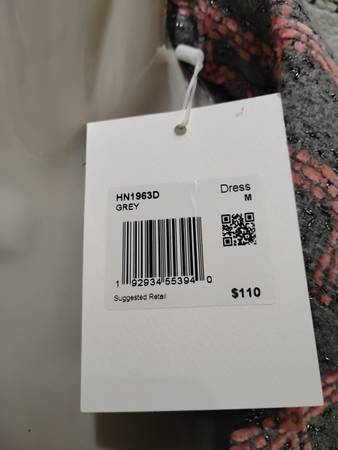 HN1963D
GREY
Dress
M
1 92934 55394 0
Suggested Retail
$110